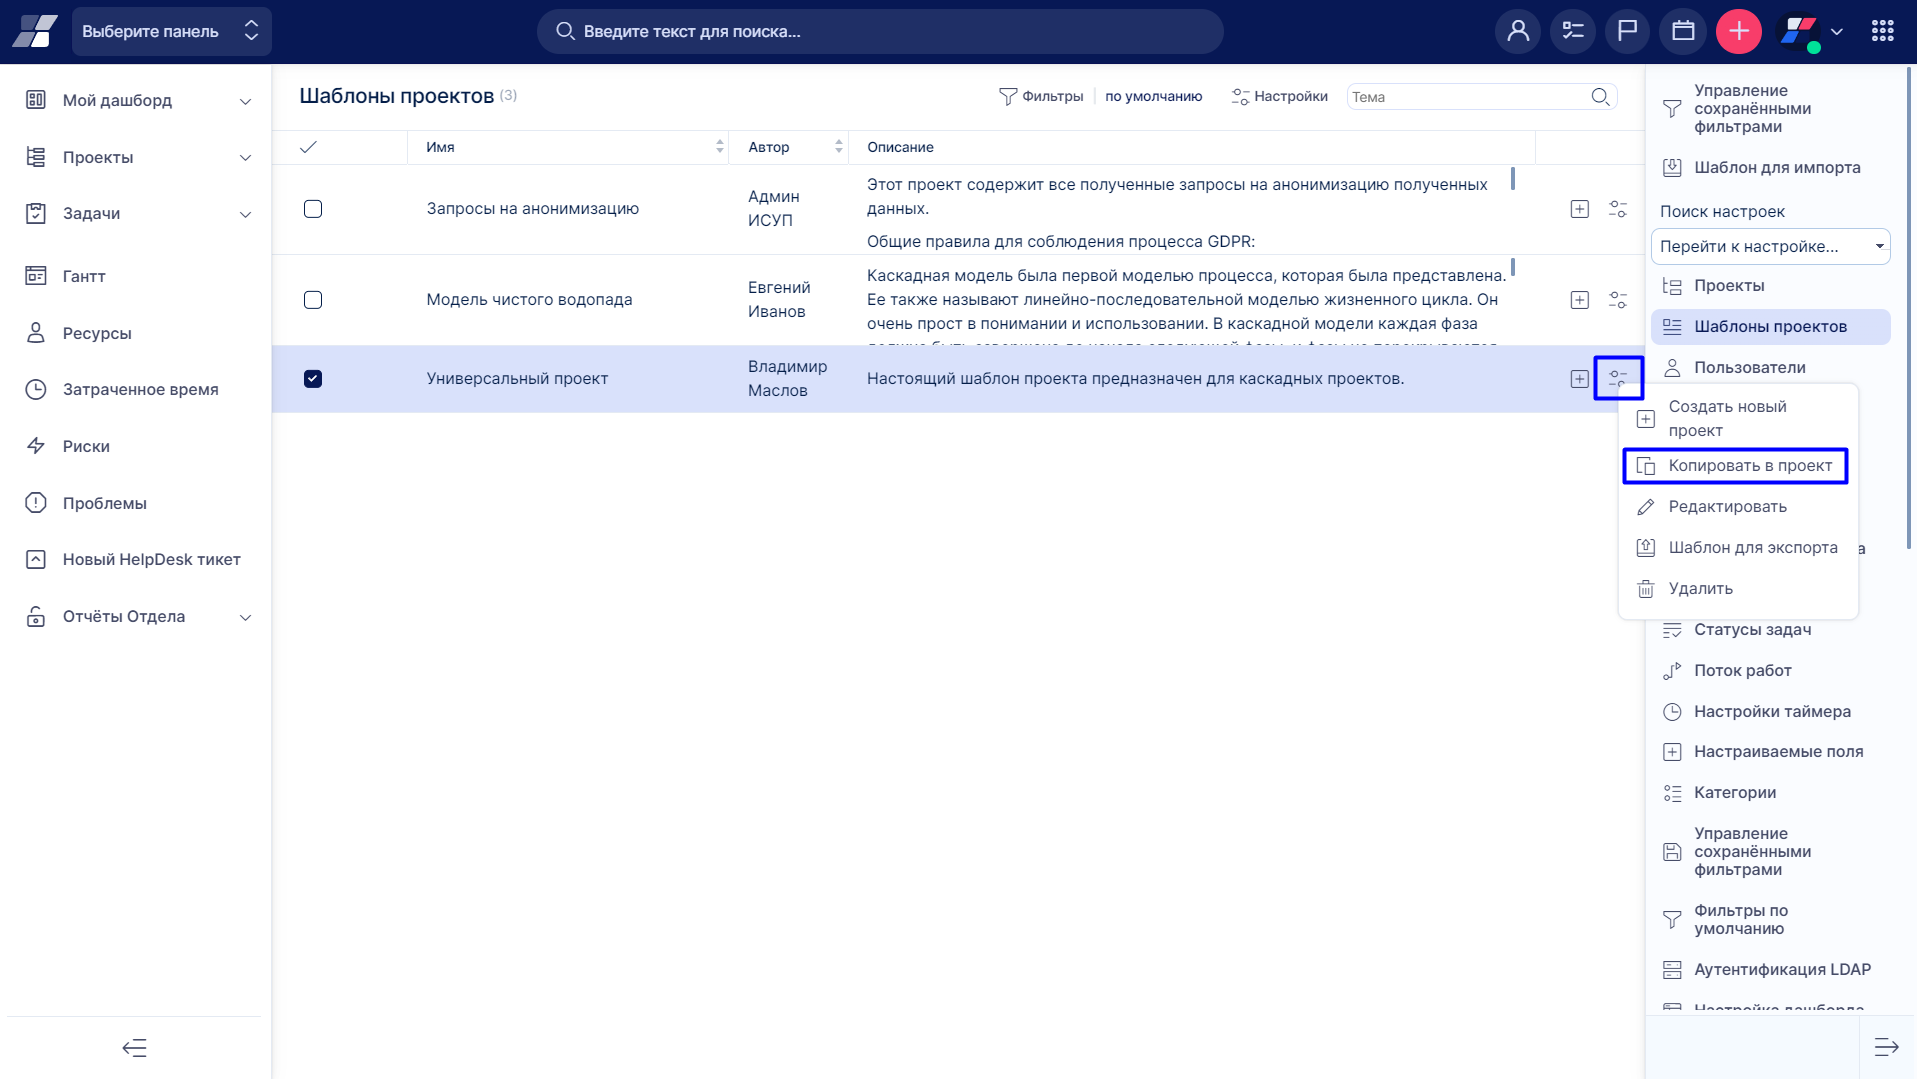 Выберите панель
Введите текст для поиска...
Мой дашборд
Проекты
Задачи
Гантт
Ресурсы
Затраченное время
Риски
Проблемы
Новый HelpDesk тикет
Отчёты Отдела
Шаблоны проектов (3)
Фильтры
по умолчанию
Настройки
Тема
Имя
Автор
Описание
Запросы на анонимизацию
Админ
ИСУП
Этот проект содержит все полученные запросы на анонимизацию полученных
данных.
Общие правила для соблюдения процесса GDPR:
Модель чистого водопада
Евгений
Иванов
Каскадная модель была первой моделью процесса, которая была представлена.
Ее также называют линейно-последовательной моделью жизненного цикла. Он
очень прост в понимании и использовании. В каскадной модели каждая фаза
Универсальный проект
Владимир
Маслов
Настоящий шаблон проекта предназначен для каскадных проектов.
Создать новый
проект
Копировать в проект
Редактировать
Шаблон для экспорта
Удалить
Управление
сохранёнными
фильтрами
Шаблон для импорта
Поиск настроек
Перейти к настройке...
Проекты
Шаблоны проектов
Пользователи
а
Статусы задач
Поток работ
Настройки таймера
Настраиваемые поля
Категории
Управление
сохранёнными
фильтрами
Фильтры по
умолчанию
Аутентификация LDAP
Настройка дашборда